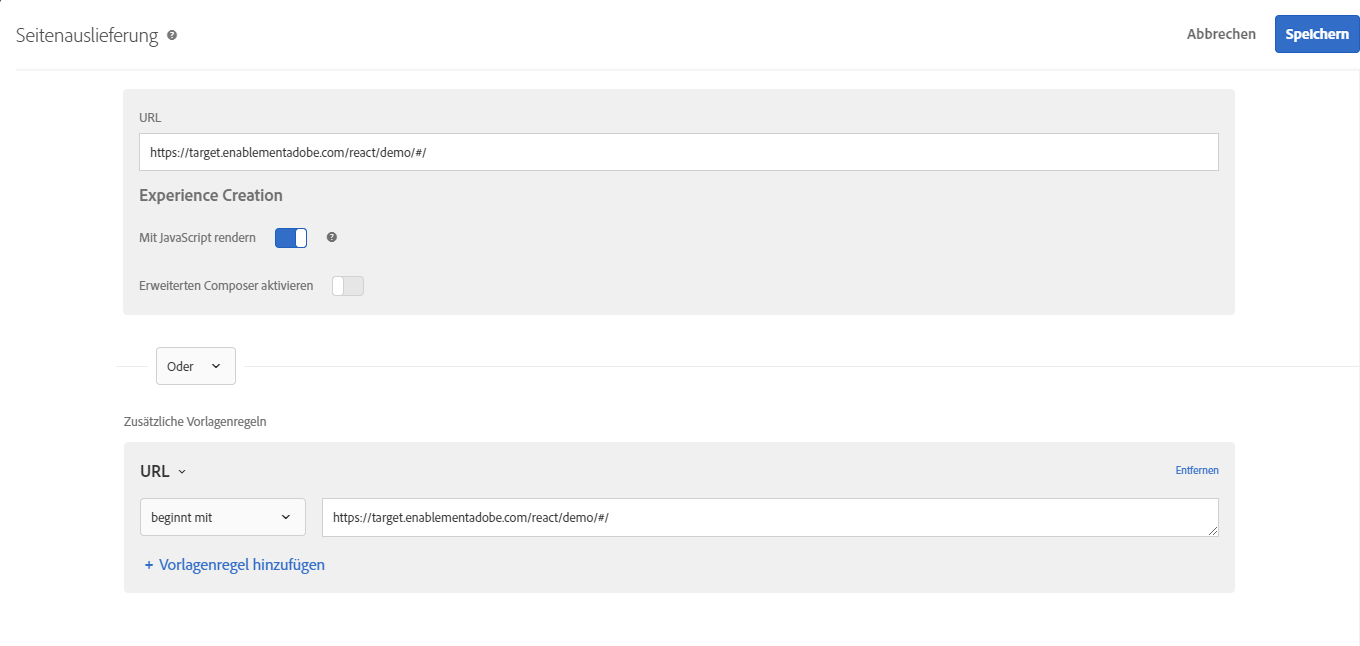 Seitenauslieferung
Abbrechen
Speichern
URL
https://target.enablementadobe.com/react/demo/#/
Experience Creation
Mit JavaScript rendern
Erweiterten Composer aktivieren
Oder
Zusätzliche Vorlagenregeln
URL
Entfernen
beginnt mit
https://target.enablementadobe.com/react/demo/#/
+ Vorlagenregel hinzufügen